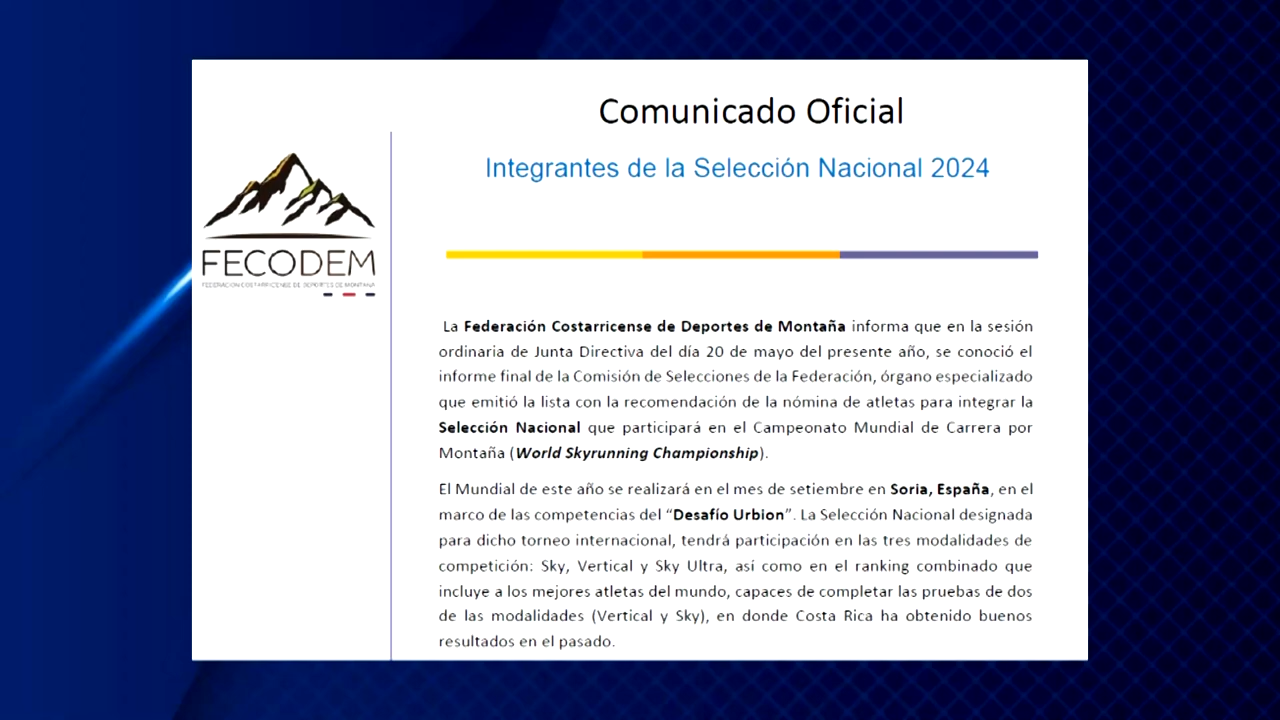 Comunicado Oficial
Integrantes de la Selección Nacional 2024
FECODEM
FEDERACIÓN COSTARRICENSE DE DEPORTES DE MONTAÑA
La Federación Costarricense de Deportes de Montaña informa que en la sesión
ordinaria de Junta Directiva del día 20 de mayo del presente año, se conoció el
informe final de la Comisión de Selecciones de la Federación, órgano especializado
que emitió la lista con la recomendación de la nómina de atletas para integrar la
Selección Nacional que participará en el Campeonato Mundial de Carrera por
Montaña (World Skyrunning Championship).
El Mundial de este año se realizará en el mes de setiembre en Soria, España, en el
marco de las competencias del “Desafío Urbion”. La Selección Nacional designada
para dicho torneo internacional, tendrá participación en las tres modalidades de
competición: Sky, Vertical y Sky Ultra, así como en el ranking combinado que
incluye a los mejores atletas del mundo, capaces de completar las pruebas de dos
de las modalidades (Vertical y Sky), en donde Costa Rica ha obtenido buenos
resultados en el pasado.